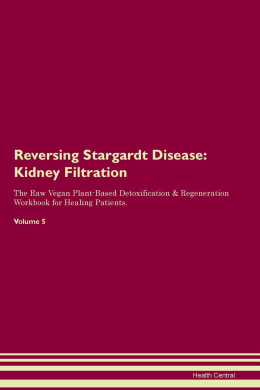 Reversing Stargardt Disease:
Kidney Filtration
The Raw Vegan Plant-Based Detoxification & Regeneration
Workbook for Healing Patients.
Volume 5
Health Central